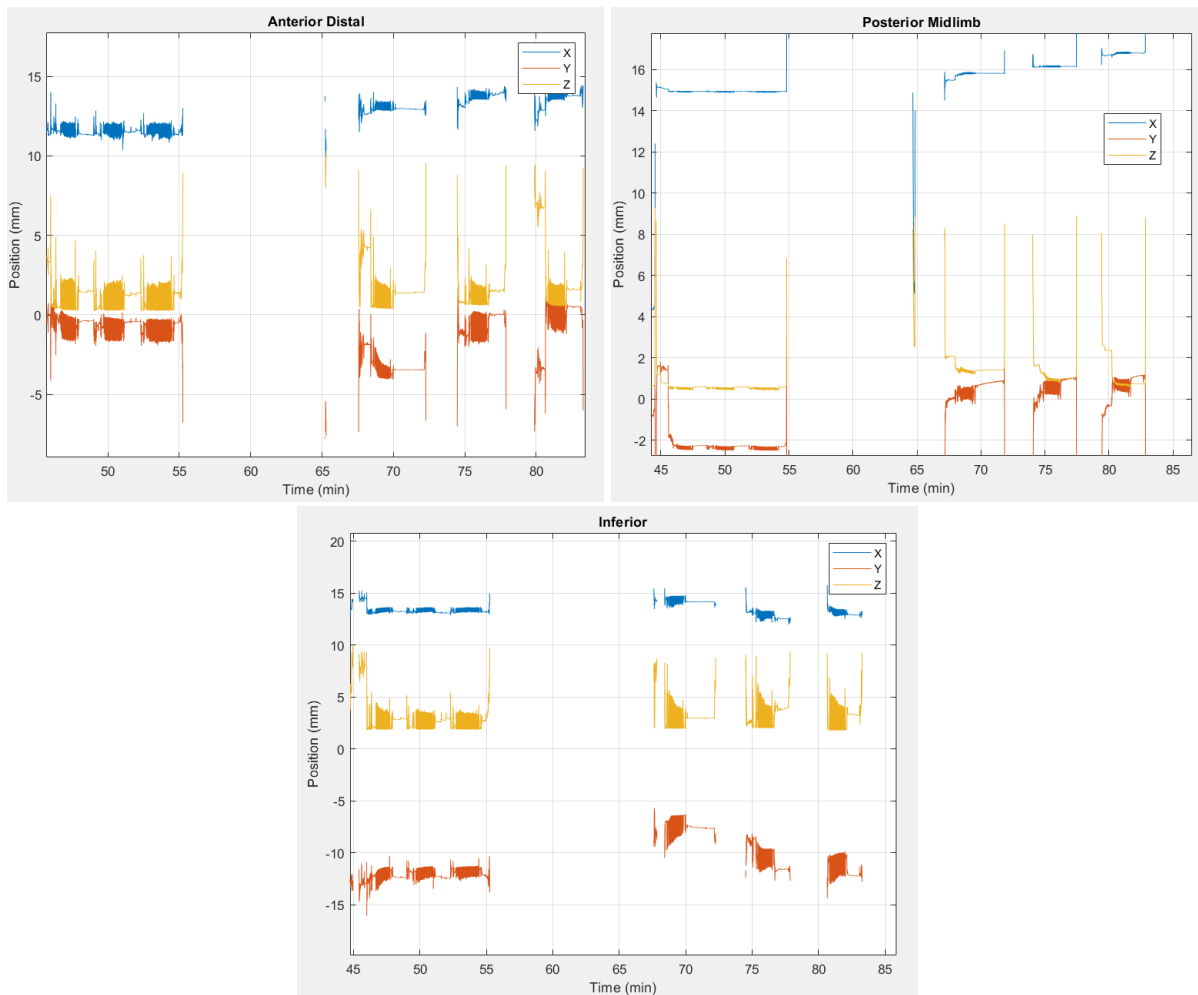 Anterior Distal
X
Y
Z
15
10
5
0
-5
Position (mm)
50 55 60 65 70 75 80
Time (min)
Posterior Midlimb
X
Y
Z
16
14
12
10
8
6
4
2
0
-2
Position (mm)
45 50 55 60 65 70 75 80 85
Time (min)
Inferior
X
Y
Z
20
15
10
5
0
-5
-10
-15
Position (mm)
45 50 55 60 65 70 75 80 85
Time (min)